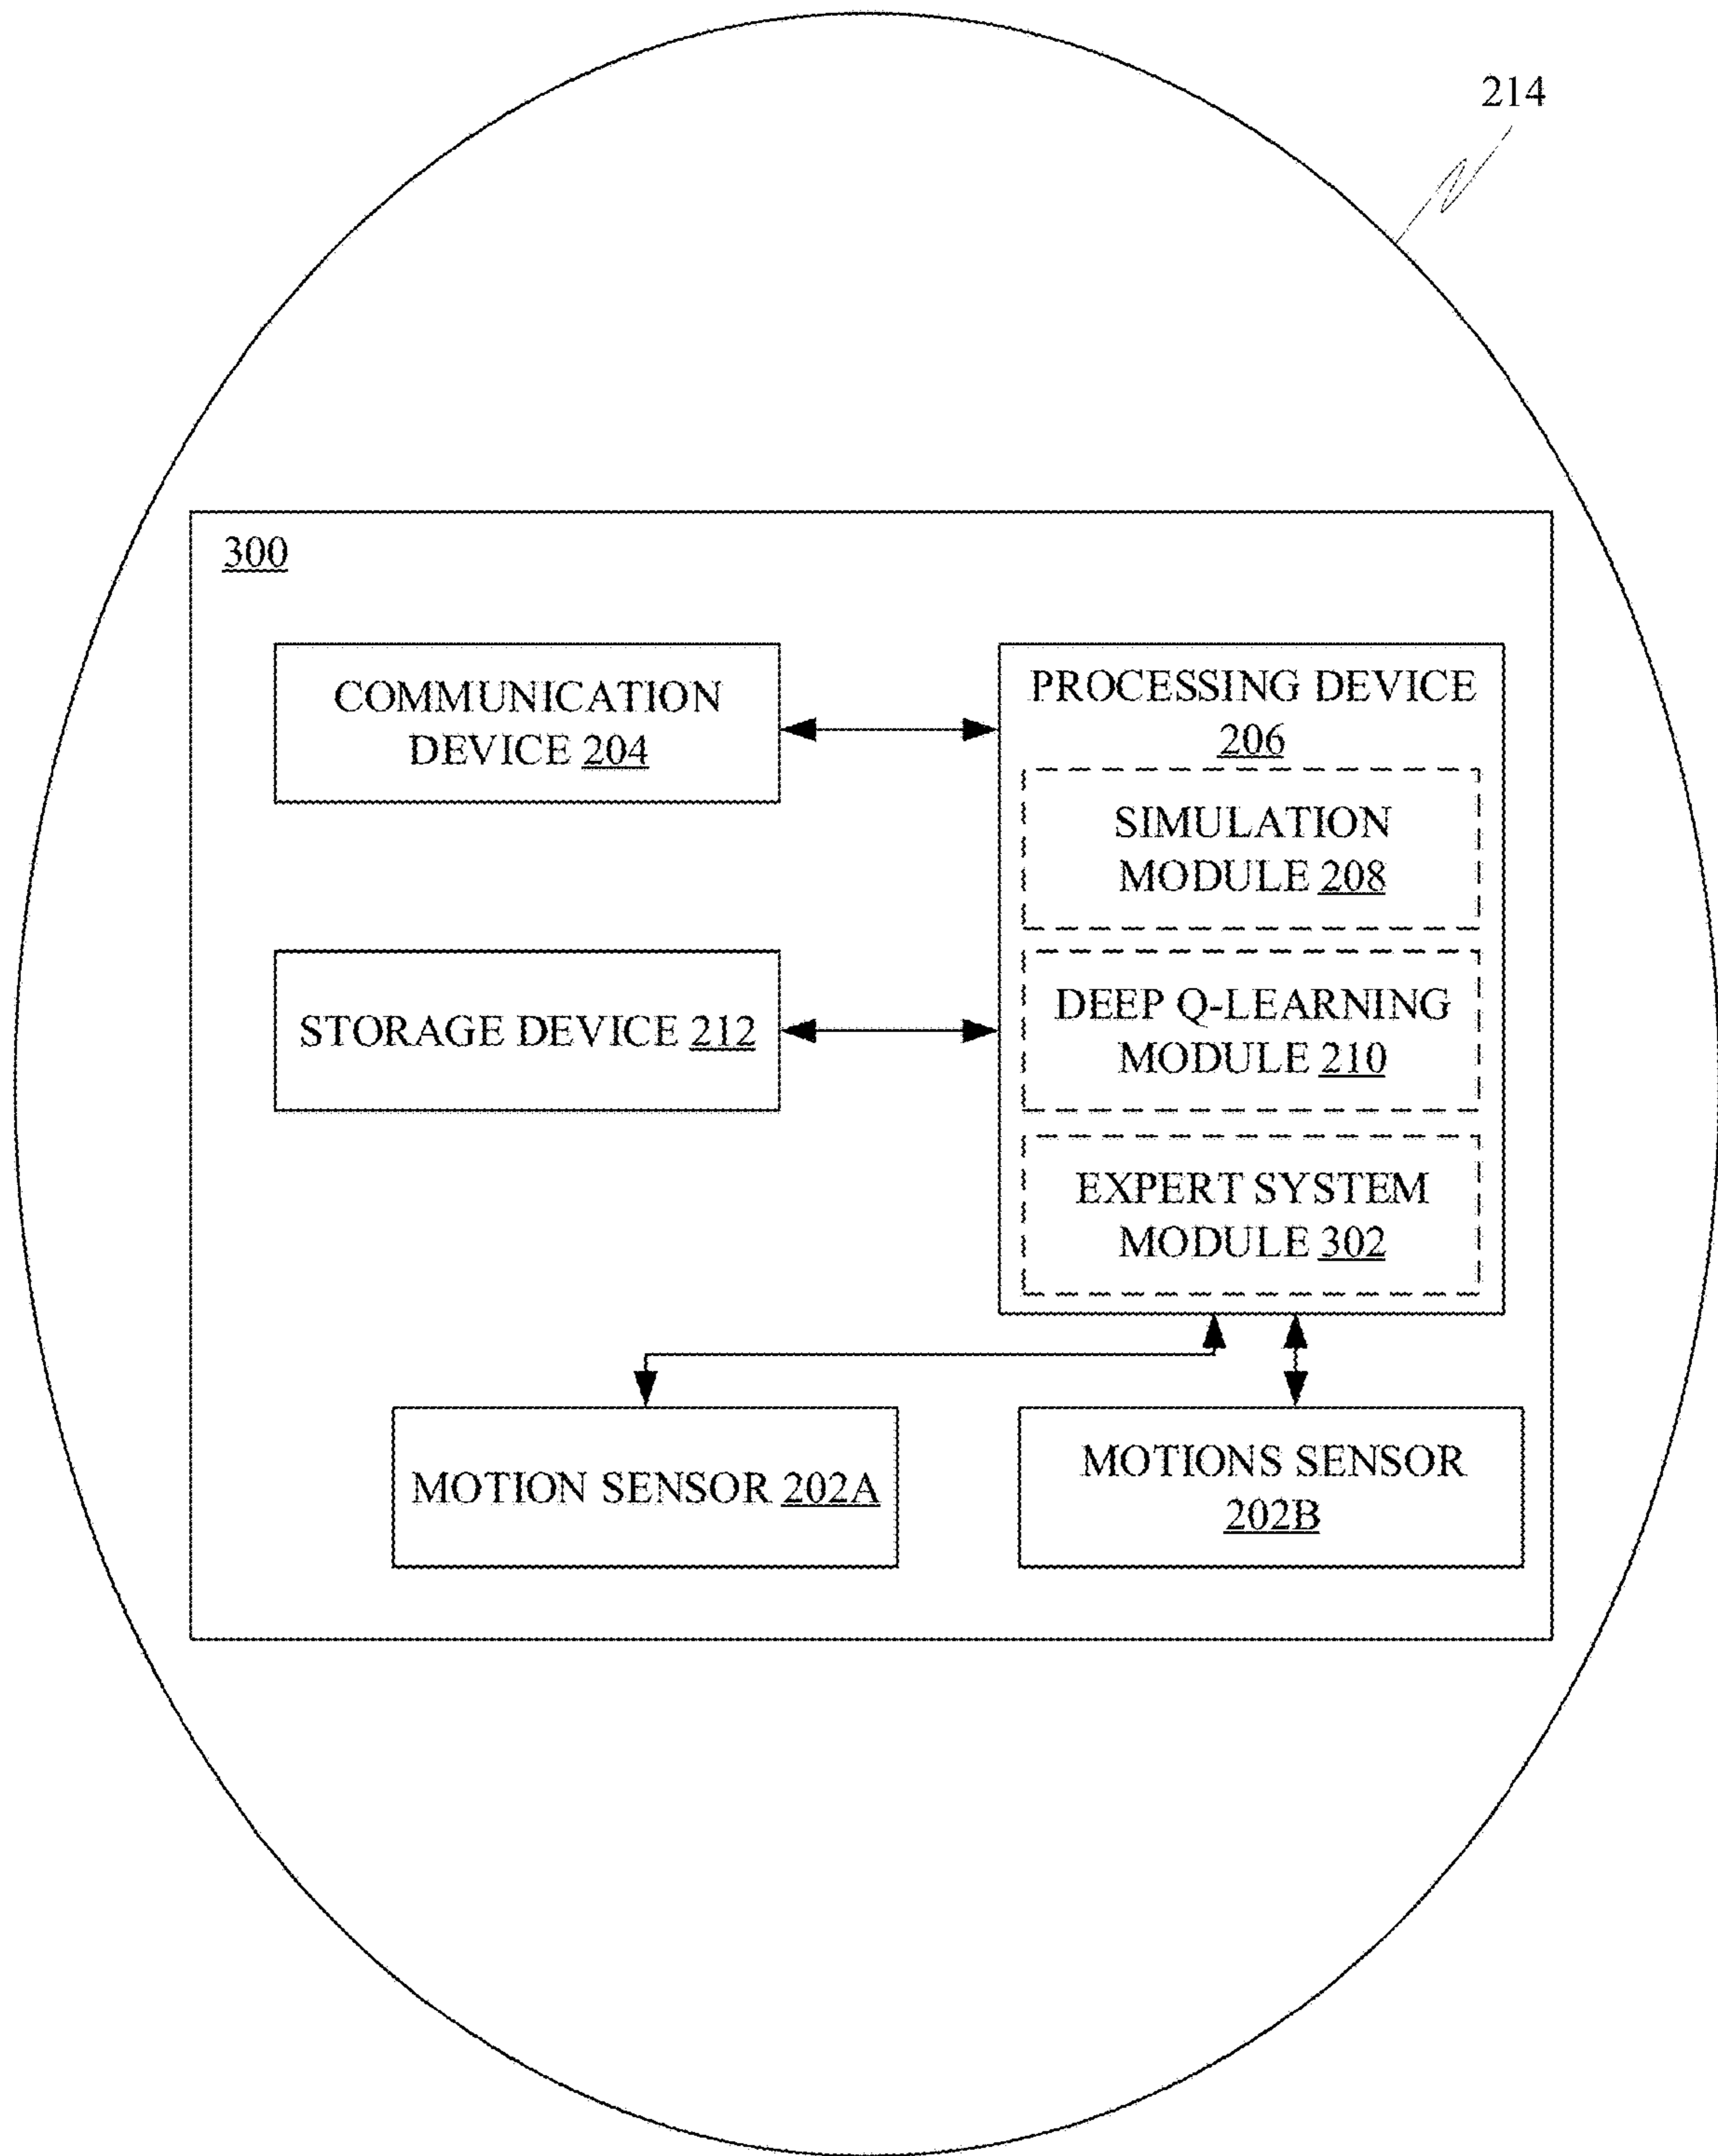 214
300
COMMUNICATION
DEVICE 204
PROCESSING DEVICE
206
SIMULATION
MODULE 208
STORAGE DEVICE 212
DEEP Q-LEARNING
MODULE 210
EXPERT SYSTEM
MODULE 302
MOTION SENSOR 202A
MOTIONS SENSOR
202B